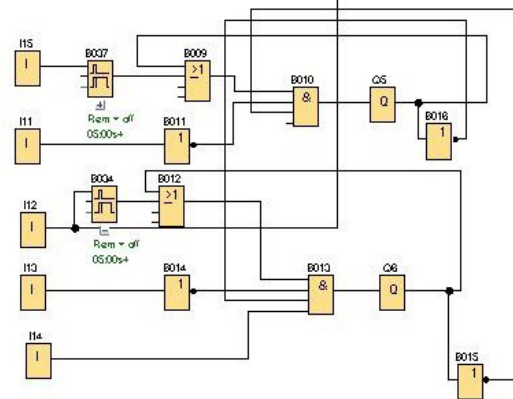 I15
B007
B009
I
>1
B010
Q5
&
Q
Rem = off
05:00s+
I11
B011
B016
I
1
1
B004
B012
I12
>1
I
Rem = off
05:00s+
I13
B014
B013
Q6
I
1
&
Q
I14
I
B015
1